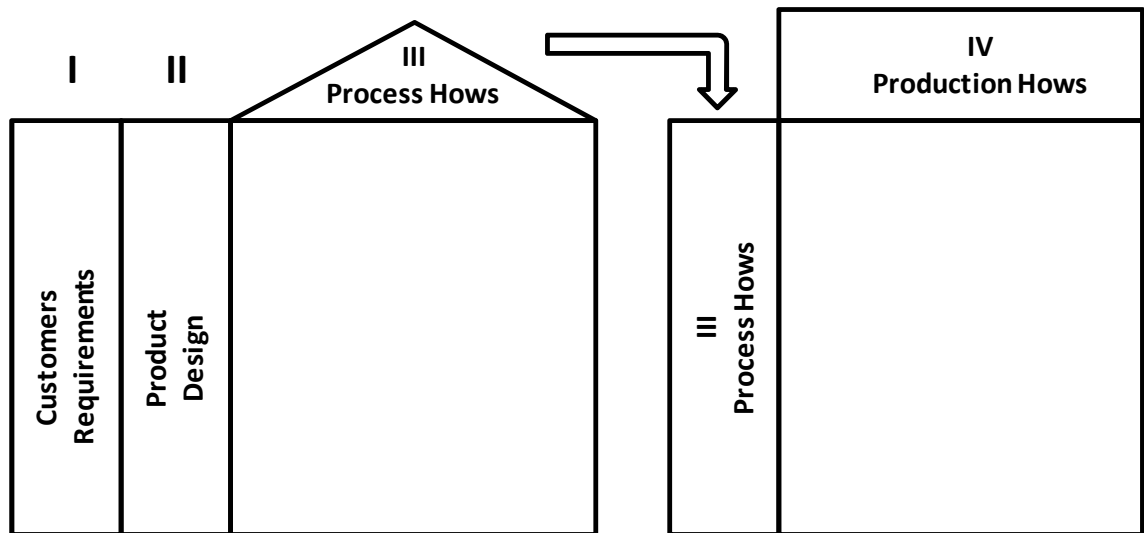 I
II
III
Process Hows
IV
Production Hows
Customers
Requirements
Product
Design
III
Process Hows